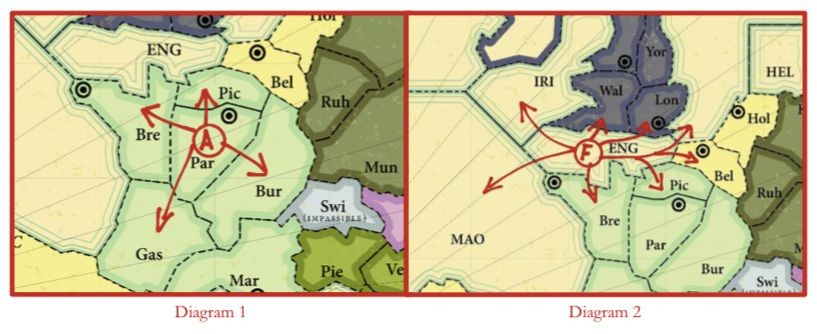 Hol
ENG
Bel
Pic
Ruh
Bre
A
Par
Mun
Bur
Swi
(IMPASSIBLE)
Gas
Pie
Ve
Mar
C
Yor
IRI
HEL
Wal
Lon
Hol
F
ENG
Bel
Pic
Ruh
Bre
MAO
Par
M
Bur
Swi
Diagram 1
Diagram 2